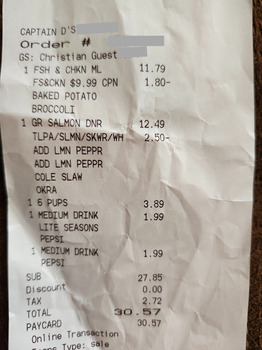 CAPTAIN D'S
Order #
GS: Christian Guest
1 FSH & CHKN ML 11.79
FS&CKN $9.99 CPN 1.80-
BAKED POTATO
BROCCOLI
1 GR SALMON DNR 12.49
TLPA/SLMN/SKWR/WH 2.50-
ADD LMN PEPPR
ADD LMN PEPPR
COLE SLAW
OKRA
1 6 PUPS 3.89
1 MEDIUM DRINK 1.99
LITE SEASONS
PEPSI
1 MEDIUM DRINK 1.99
PEPSI
SUB 27.85
Discount 0.00
TAX 2.72
TOTAL 30.57
PAYCARD 30.57
Online Transaction
Trans Type: Sale